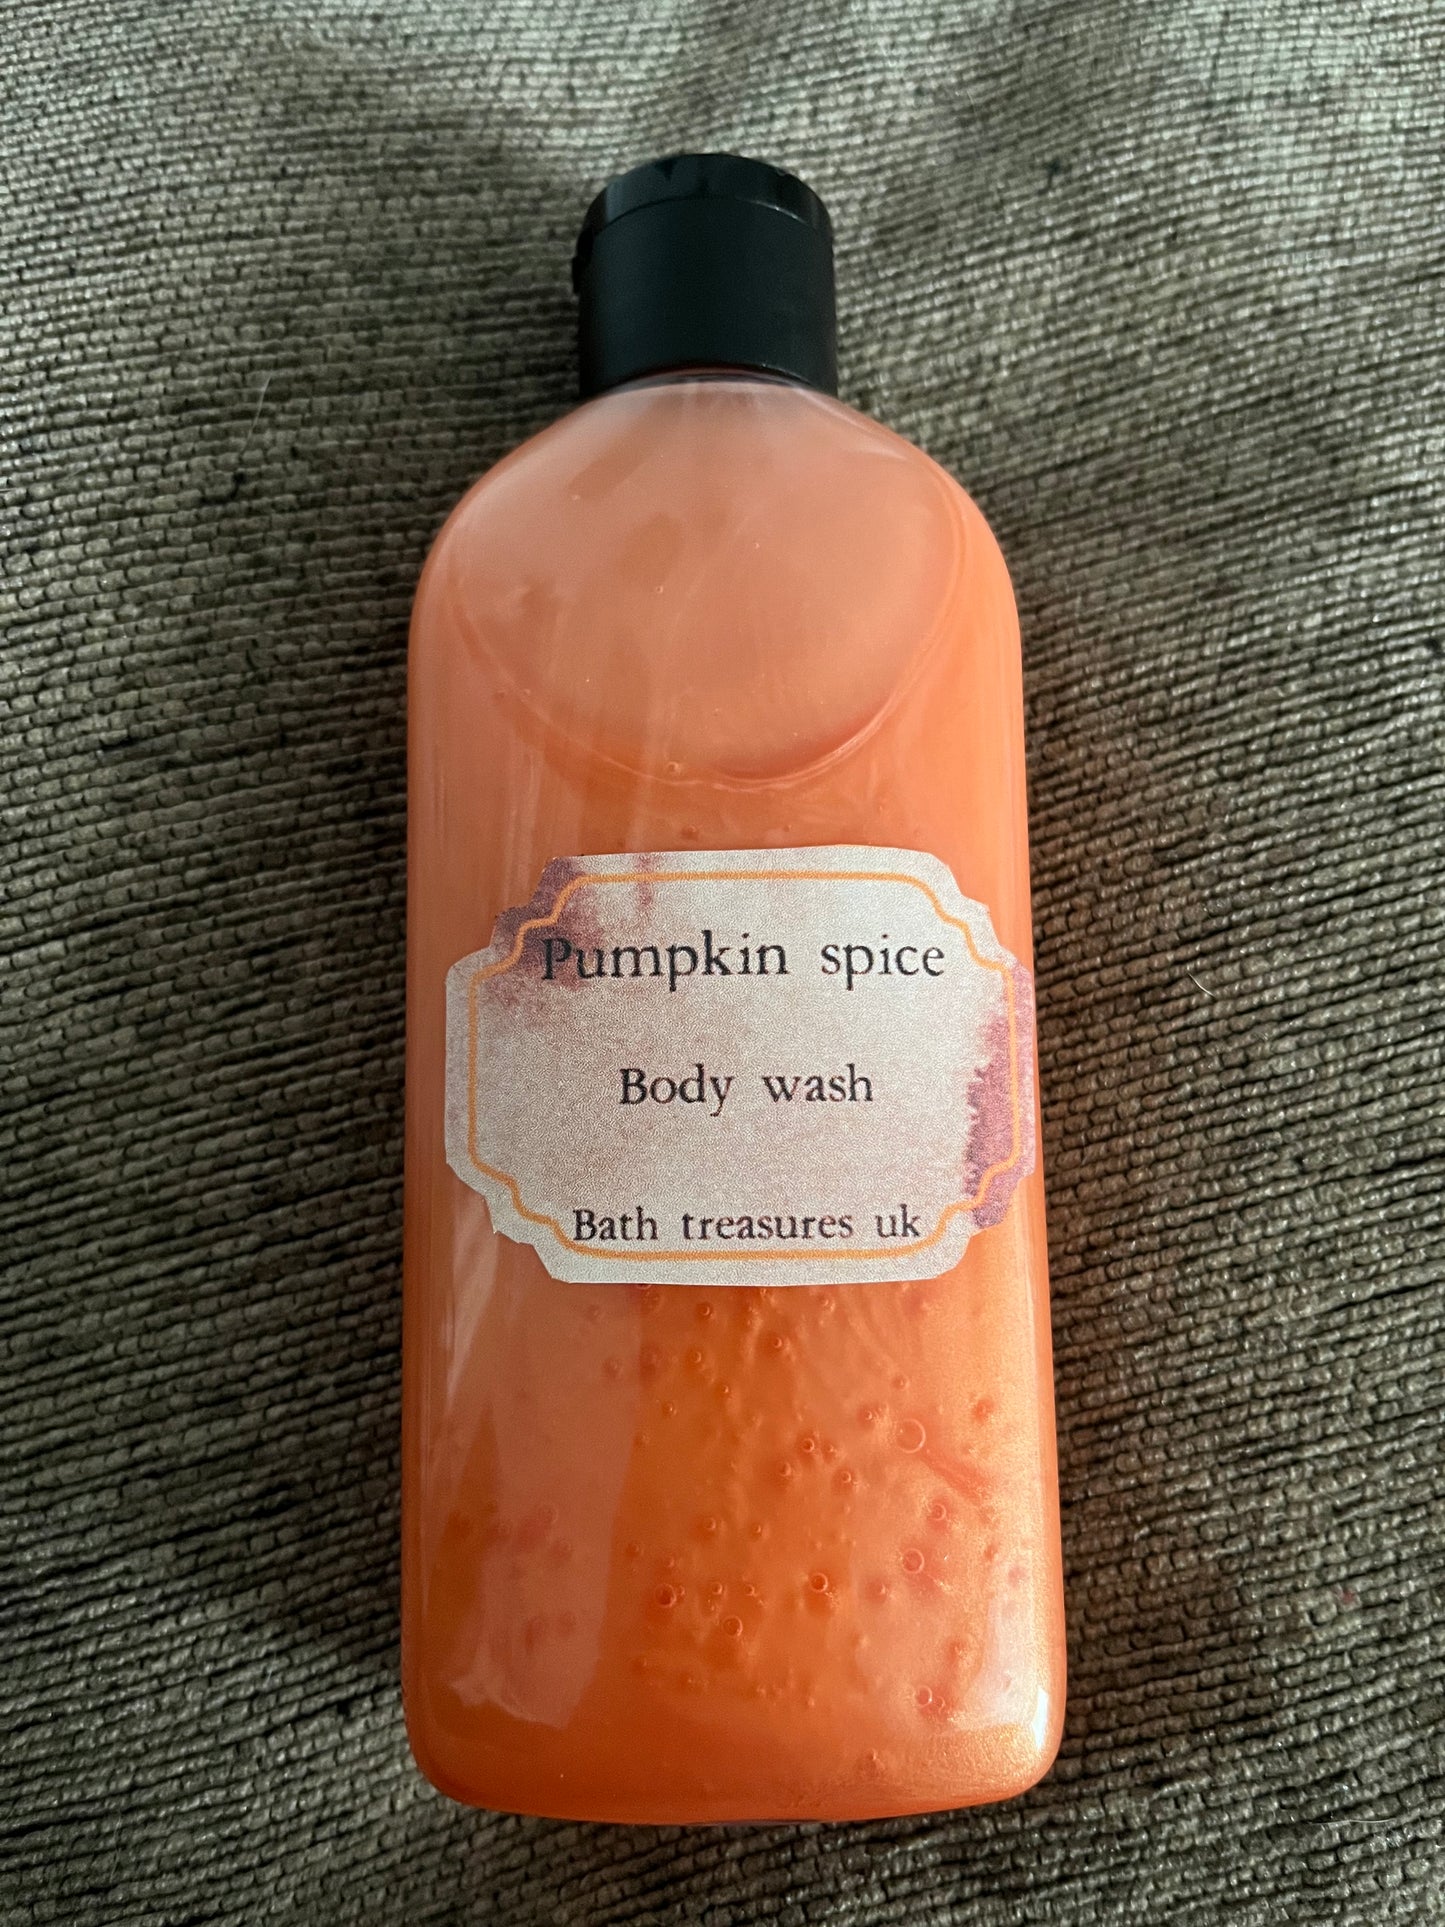 Pumpkin spice
Body wash
Bath treasures uk